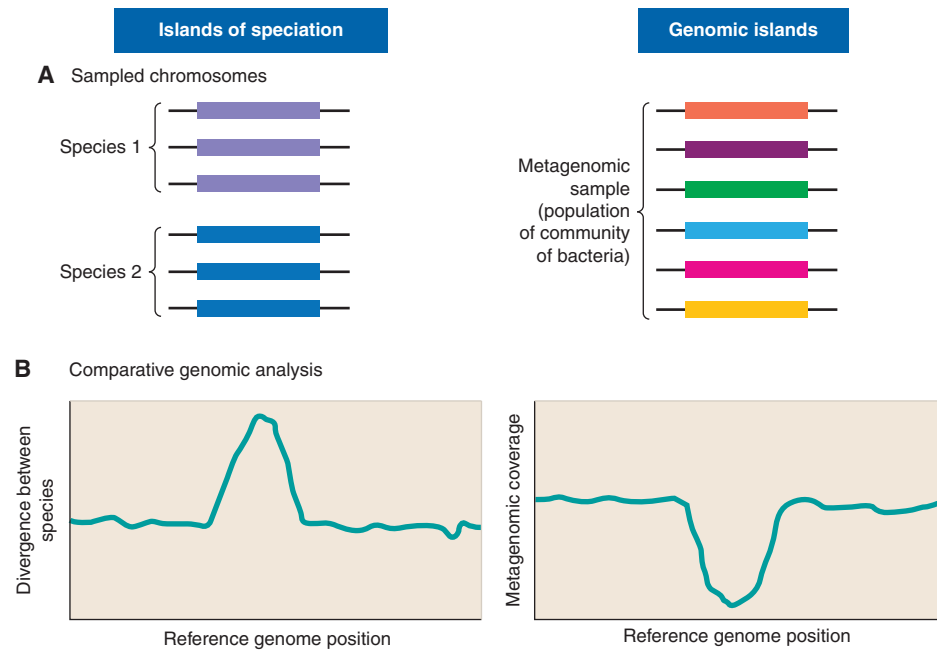 Islands of speciation
Genomic islands
A Sampled chromosomes
Species 1
Species 2
Metagenomic
sample
(population
of community
of bacteria)
B Comparative genomic analysis
Divergence between
species
Reference genome position
Metagenomic coverage
Reference genome position